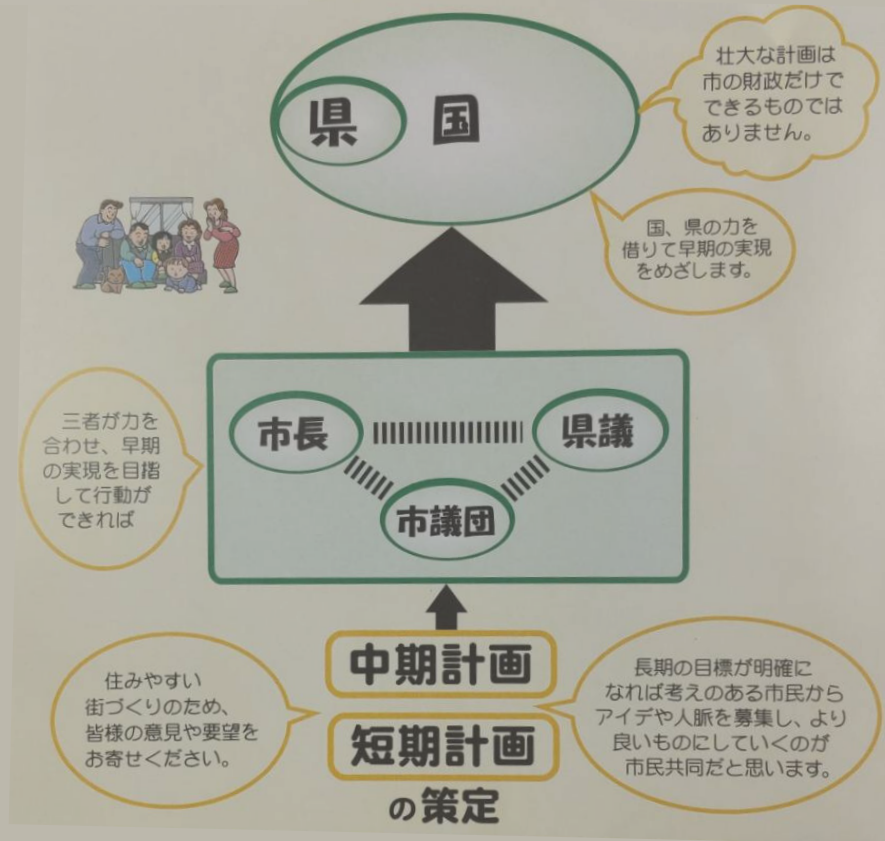 壮大な計画は
市の財政だけで
できるものでは
ありません。
県
国
国、県の力を
借りて早期の実現
をめざします。
三者が力を
合わせ、早期
の実現を目指
して行動が
できれば
市長
県議
市議団
中期計画
短期計画
の策定
住みやすい
街づくりのため、
皆様の意見や要望を
お寄せください。
長期の目標が明確に
なれば考えのある市民から
アイデや人脈を募集し、より
良いものにしていくのが
市民共同だと思います。